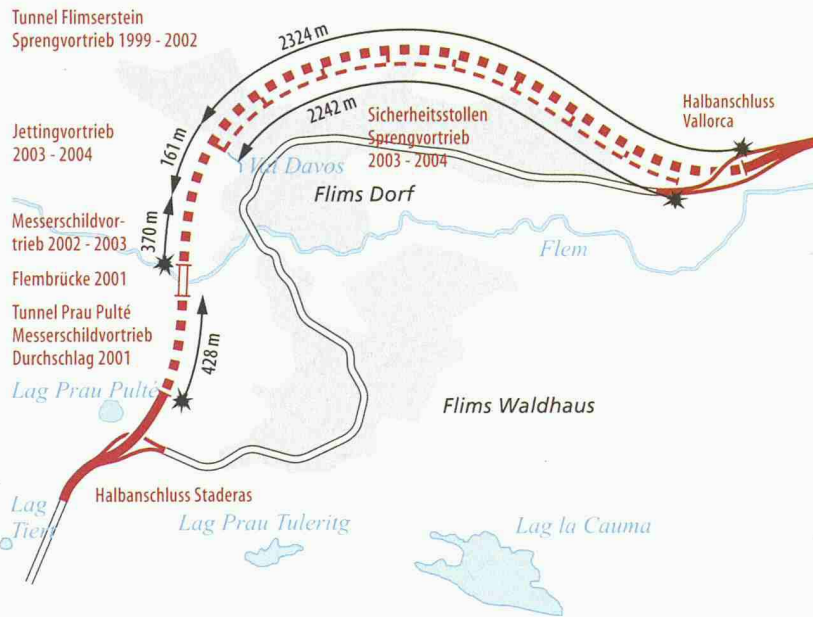 Tunnel Flimserstein
Sprengvortrieb 1999 - 2002
2324 m
2242 m
Sicherheitsstollen
Sprengvortrieb
2003 - 2004
Halbanschluss
Vallorca
Jettingvortrieb
2003 - 2004
161 m
Val Davos
Flims Dorf
Messerschildvor-
trieb 2002 - 2003
370 m
Flem
Flembrücke 2001
Tunnel Prau Pulté
Messerschildvortrieb
Durchschlag 2001
428 m
Lag Prau Pulté
Flims Waldhaus
Halbanschluss Staderas
Lag
Tiert
Lag Prau Tuleritg
Lag la Cauma